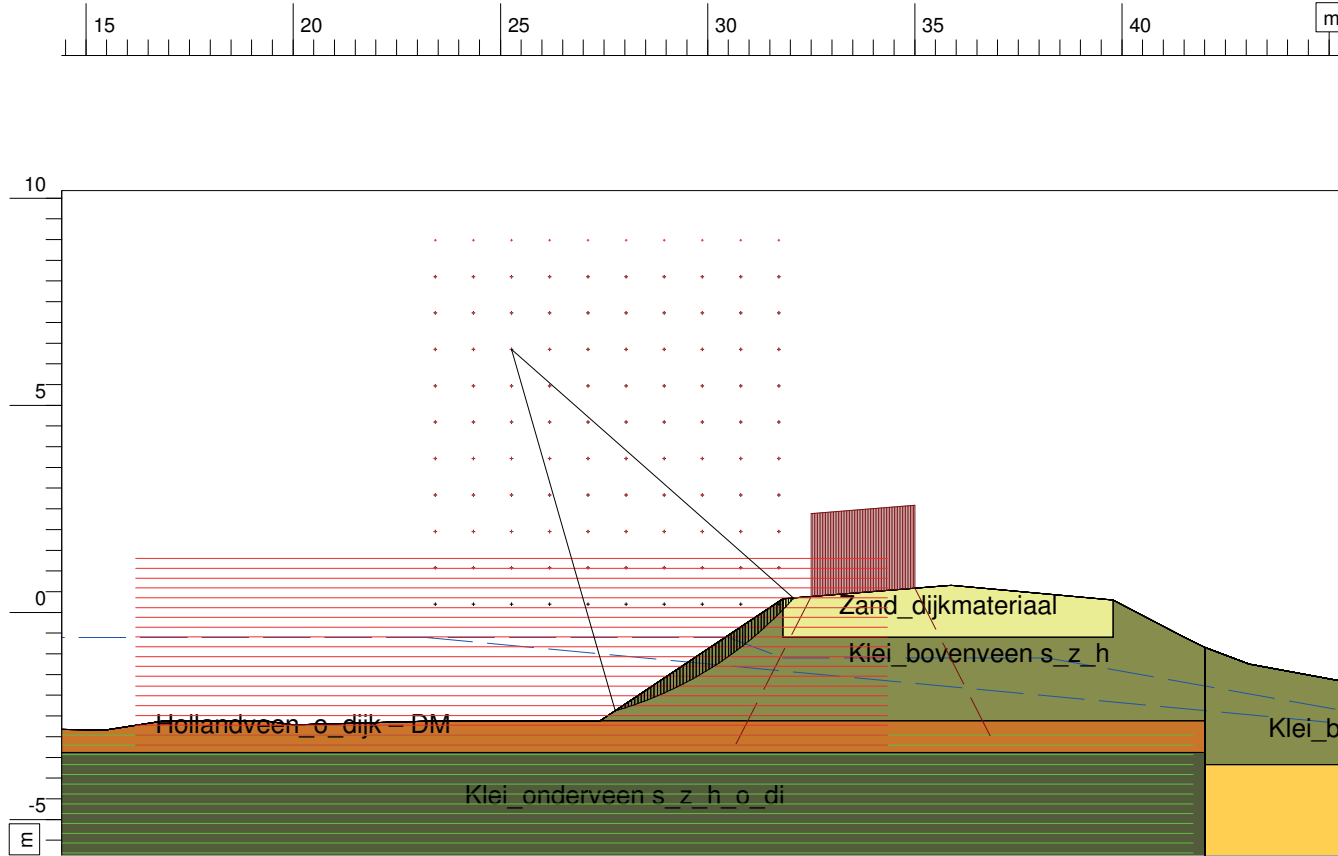 15 20 25 30 35 40 m
10
5
0
Zand_dijkmateriaal
Klei_bovenveen s_z_h
Hollandveen_o_dijk – DM
Klei_b
Klei_onderveen s_z_h_o_di
-5
m